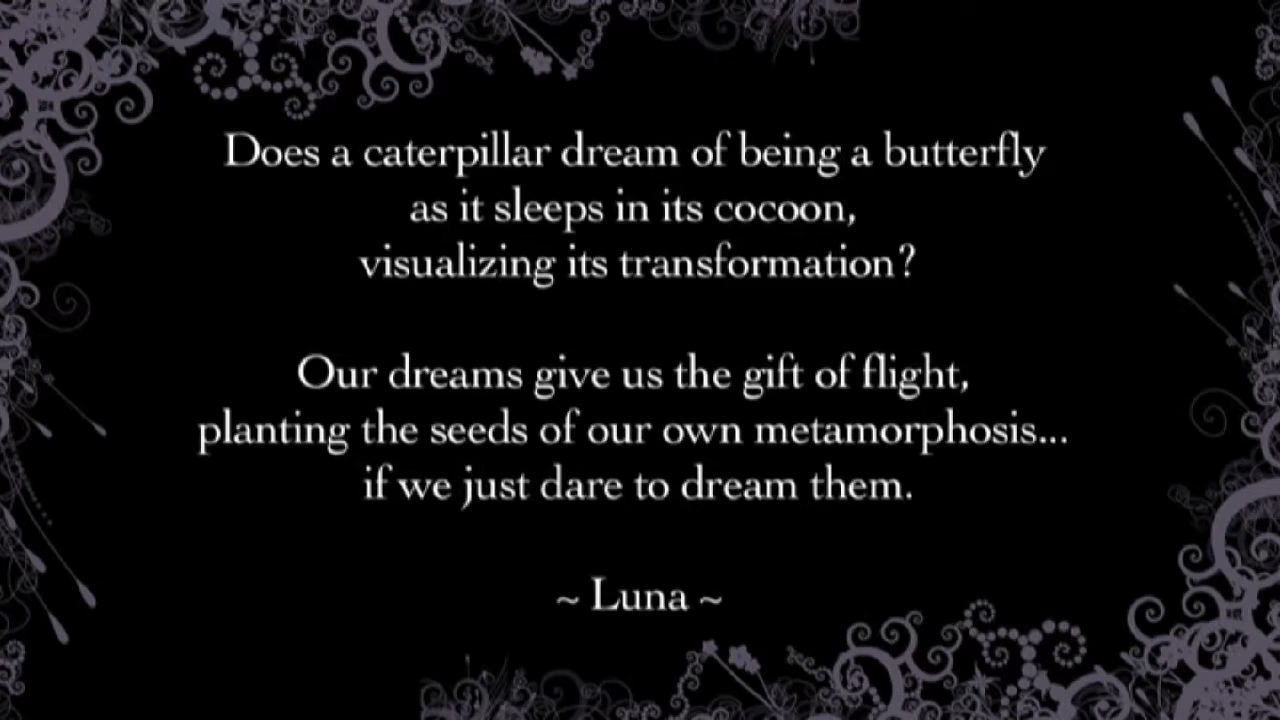 Does a caterpillar dream of being a butterfly
as it sleeps in its cocoon,
visualizing its transformation?
Our dreams give us the gift of flight,
planting the seeds of our own metamorphosis...
if we just dare to dream them.
~ Luna ~